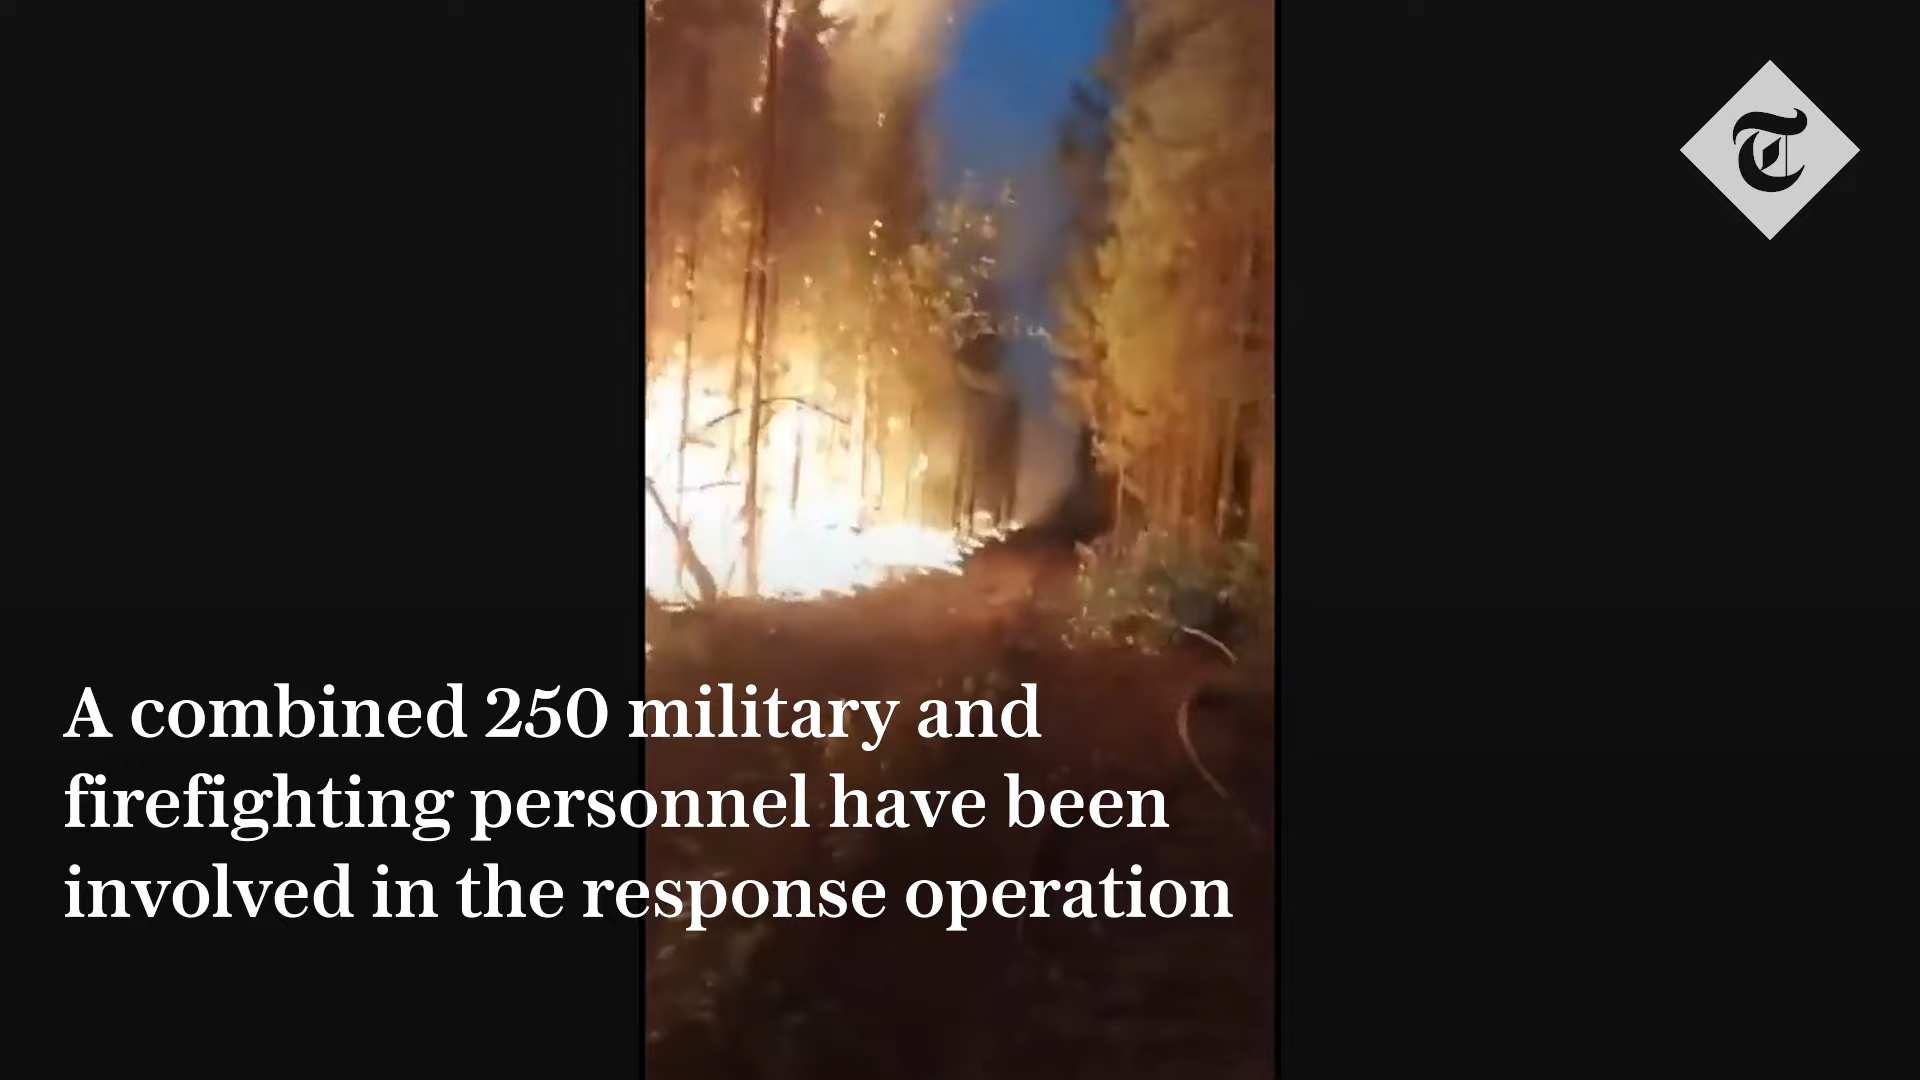 T
A combined 250 military and
firefighting personnel have been
involved in the response operation